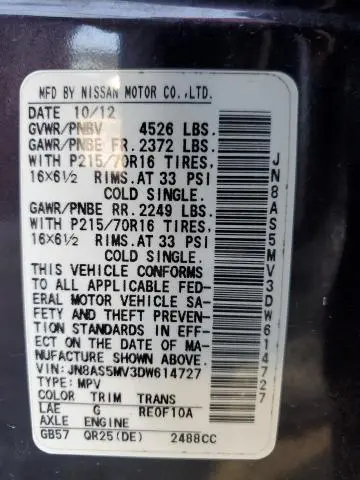 MFD BY NISSAN MOTOR CO.,LTD.
DATE 10/12
GVWR/PNBV 4526 LBS.
GAWR/PNBE FR. 2372 LBS.
WITH P215/70R16 TIRES,
16X6½ RIMS. AT 33 PSI
COLD SINGLE.
GAWR/PNBE RR. 2249 LBS.
WITH P215/70R16 TIRES,
16X6½ RIMS. AT 33 PSI
COLD SINGLE.
THIS VEHICLE CONFORMS
TO ALL APPLICABLE FED-
ERAL MOTOR VEHICLE SA-
FETY AND THEFT PREVEN-
TION STANDARDS IN EFF-
ECT ON THE DATE OF MA-
NUFACTURE SHOWN ABOVE.
VIN: JN8AS5MV3DW614727
TYPE: MPV
COLOR TRIM TRANS
LAE G RE0F10A
AXLE ENGINE
GB57 QR25(DE) 2488CC
JN8AS5MV3DW614727